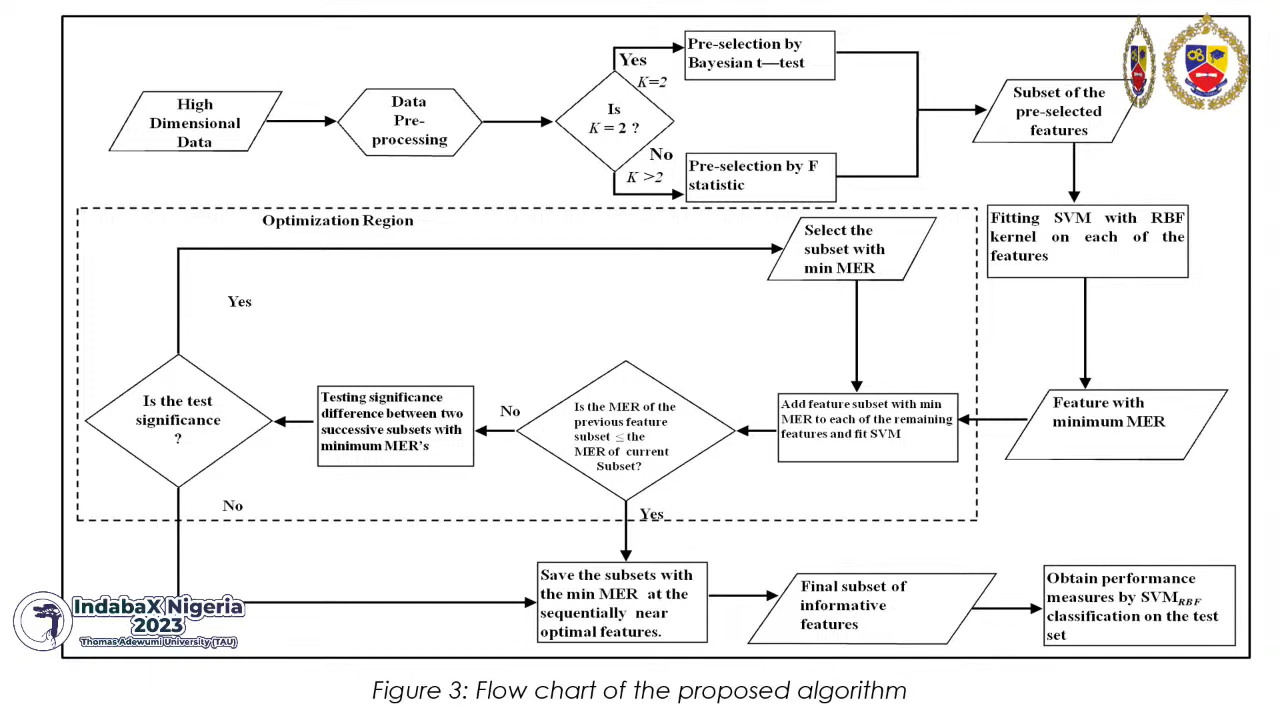 High
Dimensional
Data
Data
Pre-
processing
Is
K = 2 ?
Yes
K=2
No
K >2
Pre-selection by
Bayesian t—test
Pre-selection by F
statistic
Subset of the
pre-selected
features
Fitting SVM with RBF
kernel on each of the
features
Feature with
minimum MER
Optimization Region
Select the
subset with
min MER
Add feature subset with min
MER to each of the remaining
features and fit SVM
Is the MER of the
previous feature
subset ≤ the
MER of current
Subset?
No
Yes
Testing significance
difference between two
successive subsets with
minimum MER's
Is the test
significance
?
Yes
No
Save the subsets with
the min MER at the
sequentially near
optimal features.
Final subset of
informative
features
Obtain performance
measures by SVM_RBF
classification on the test
set
IndabaX Nigeria
2023
Thomas Adewumi University (TAU)
Figure 3: Flow chart of the proposed algorithm